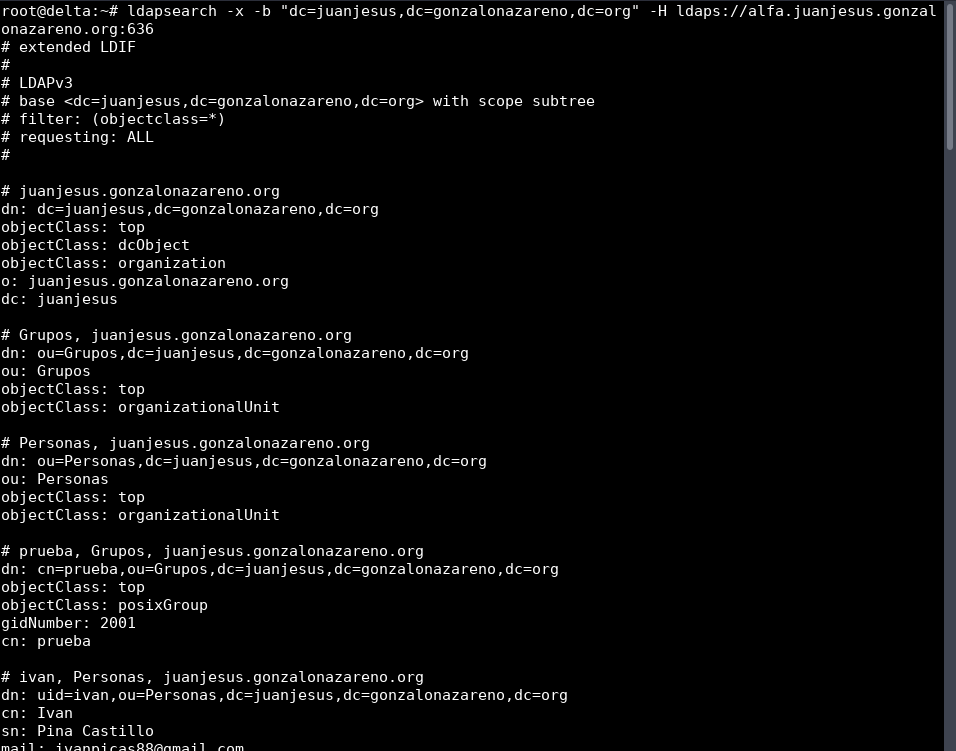 root@delta:~# ldapsearch -x -b "dc=juanjesus,dc=gonzalonazareno,dc=org" -H ldaps://alfa.juanjesus.gonzal
onazareno.org:636
# extended LDIF
#
# LDAPv3
# base <dc=juanjesus,dc=gonzalonazareno,dc=org> with scope subtree
# filter: (objectclass=*)
# requesting: ALL
#
# juanjesus.gonzalonazareno.org
dn: dc=juanjesus,dc=gonzalonazareno,dc=org
objectClass: top
objectClass: dcObject
objectClass: organization
o: juanjesus.gonzalonazareno.org
dc: juanjesus
# Grupos, juanjesus.gonzalonazareno.org
dn: ou=Grupos,dc=juanjesus,dc=gonzalonazareno,dc=org
ou: Grupos
objectClass: top
objectClass: organizationalUnit
# Personas, juanjesus.gonzalonazareno.org
dn: ou=Personas,dc=juanjesus,dc=gonzalonazareno,dc=org
ou: Personas
objectClass: top
objectClass: organizationalUnit
# prueba, Grupos, juanjesus.gonzalonazareno.org
dn: cn=prueba,ou=Grupos,dc=juanjesus,dc=gonzalonazareno,dc=org
objectClass: top
objectClass: posixGroup
gidNumber: 2001
cn: prueba
# ivan, Personas, juanjesus.gonzalonazareno.org
dn: uid=ivan,ou=Personas,dc=juanjesus,dc=gonzalonazareno,dc=org
cn: Ivan
sn: Pina Castillo
mail: ivanpicas88@gmail.com